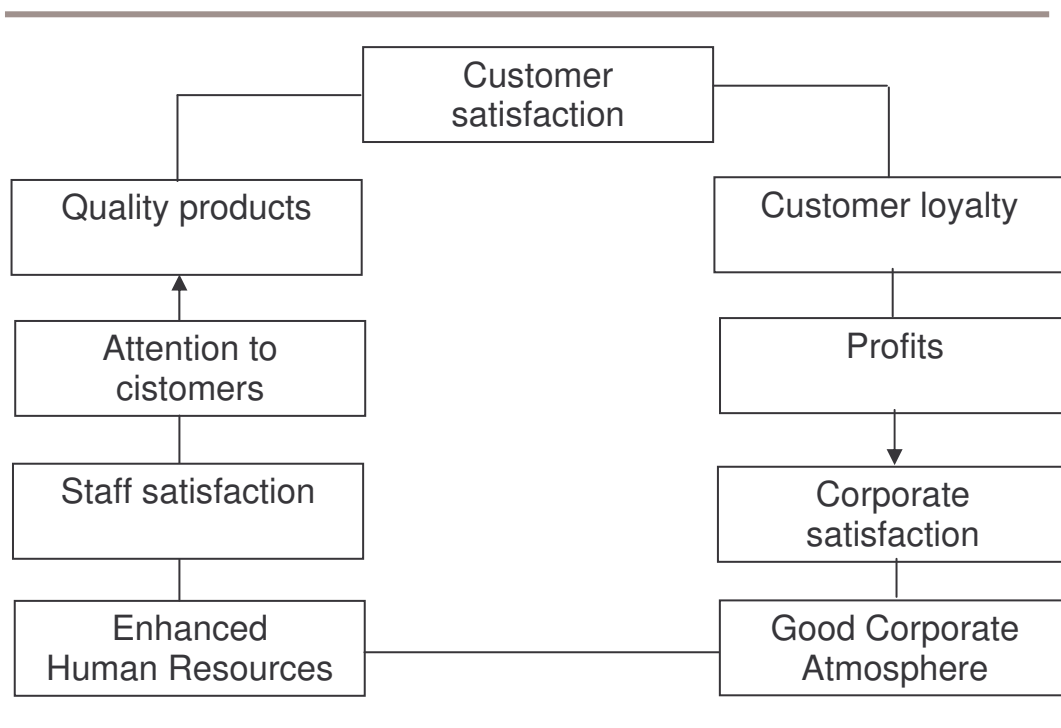 Customer
satisfaction
Quality products
Customer loyalty
Attention to
cistomers
Profits
Staff satisfaction
Corporate
satisfaction
Enhanced
Human Resources
Good Corporate
Atmosphere